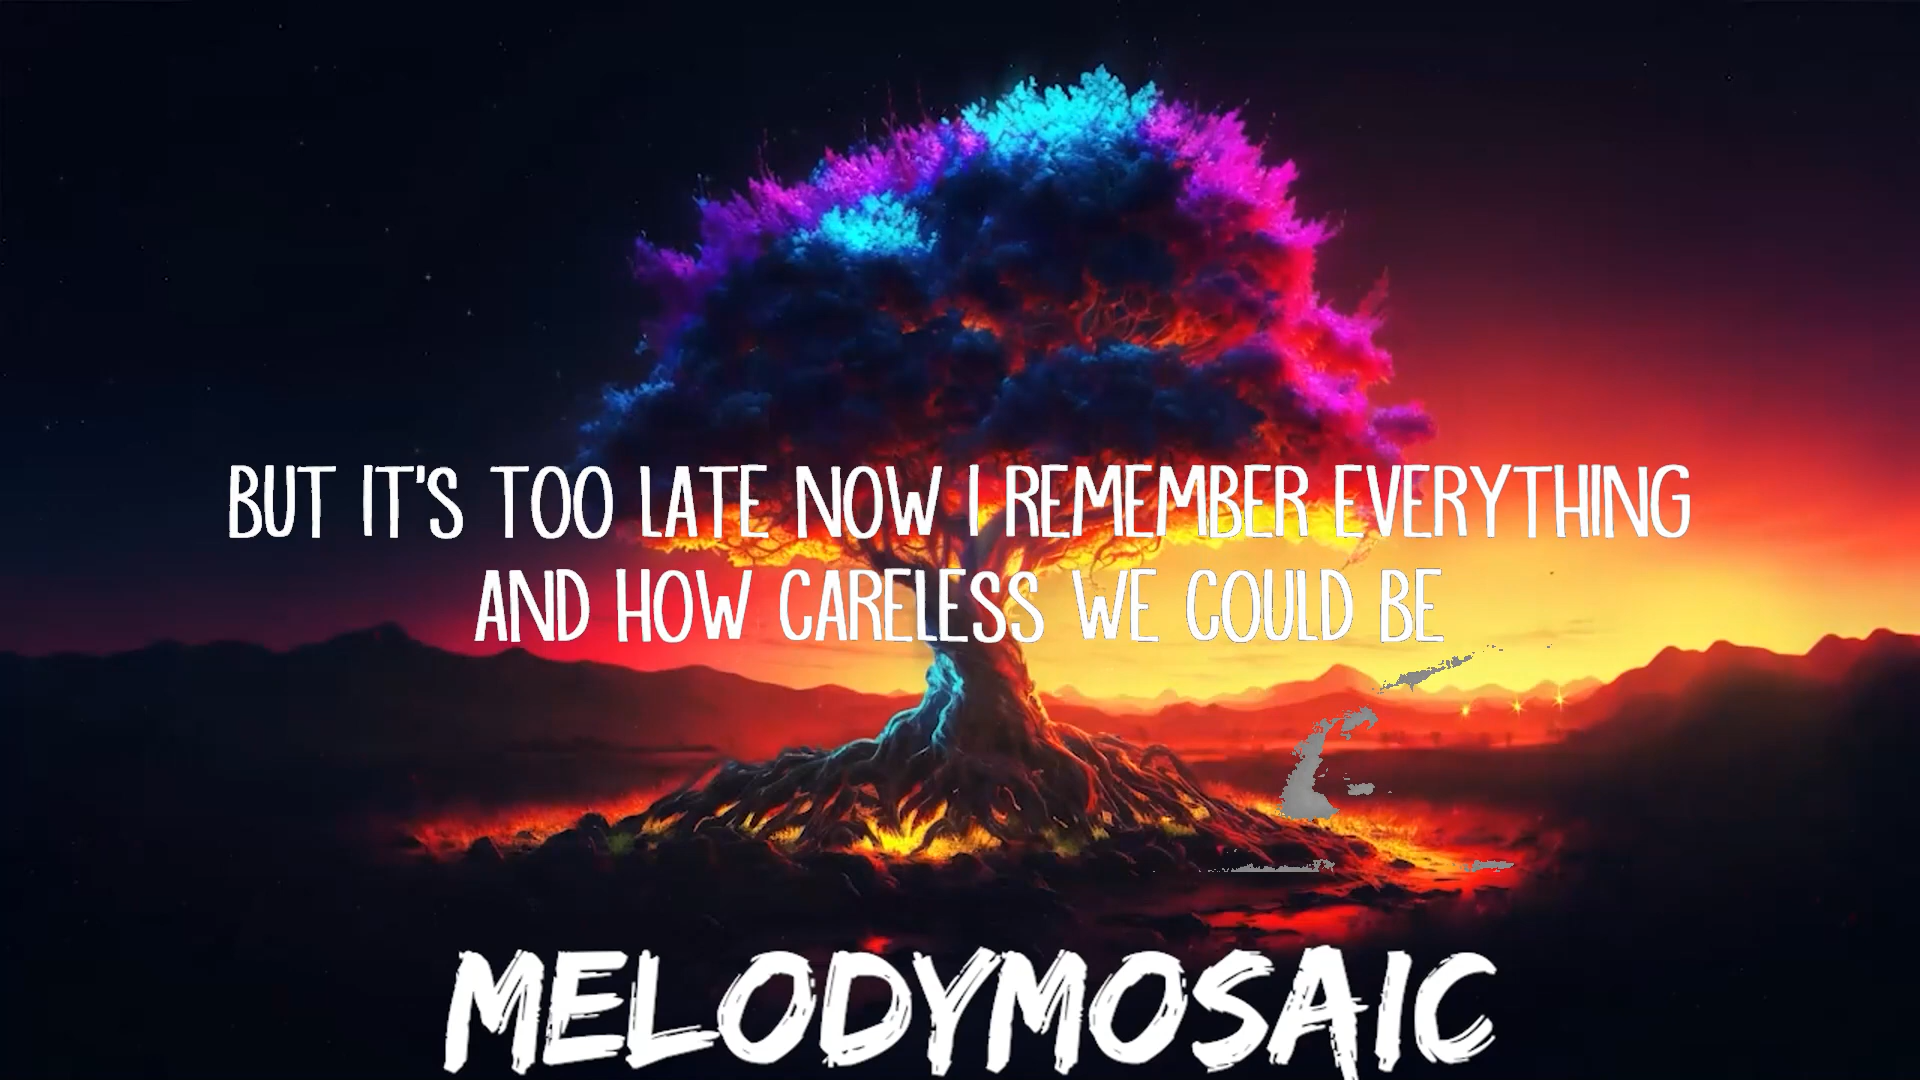 BUT IT'S TOO LATE NOW I REMEMBER EVERYTHING
AND HOW CARELESS WE COULD BE
MELODYMOSAIC